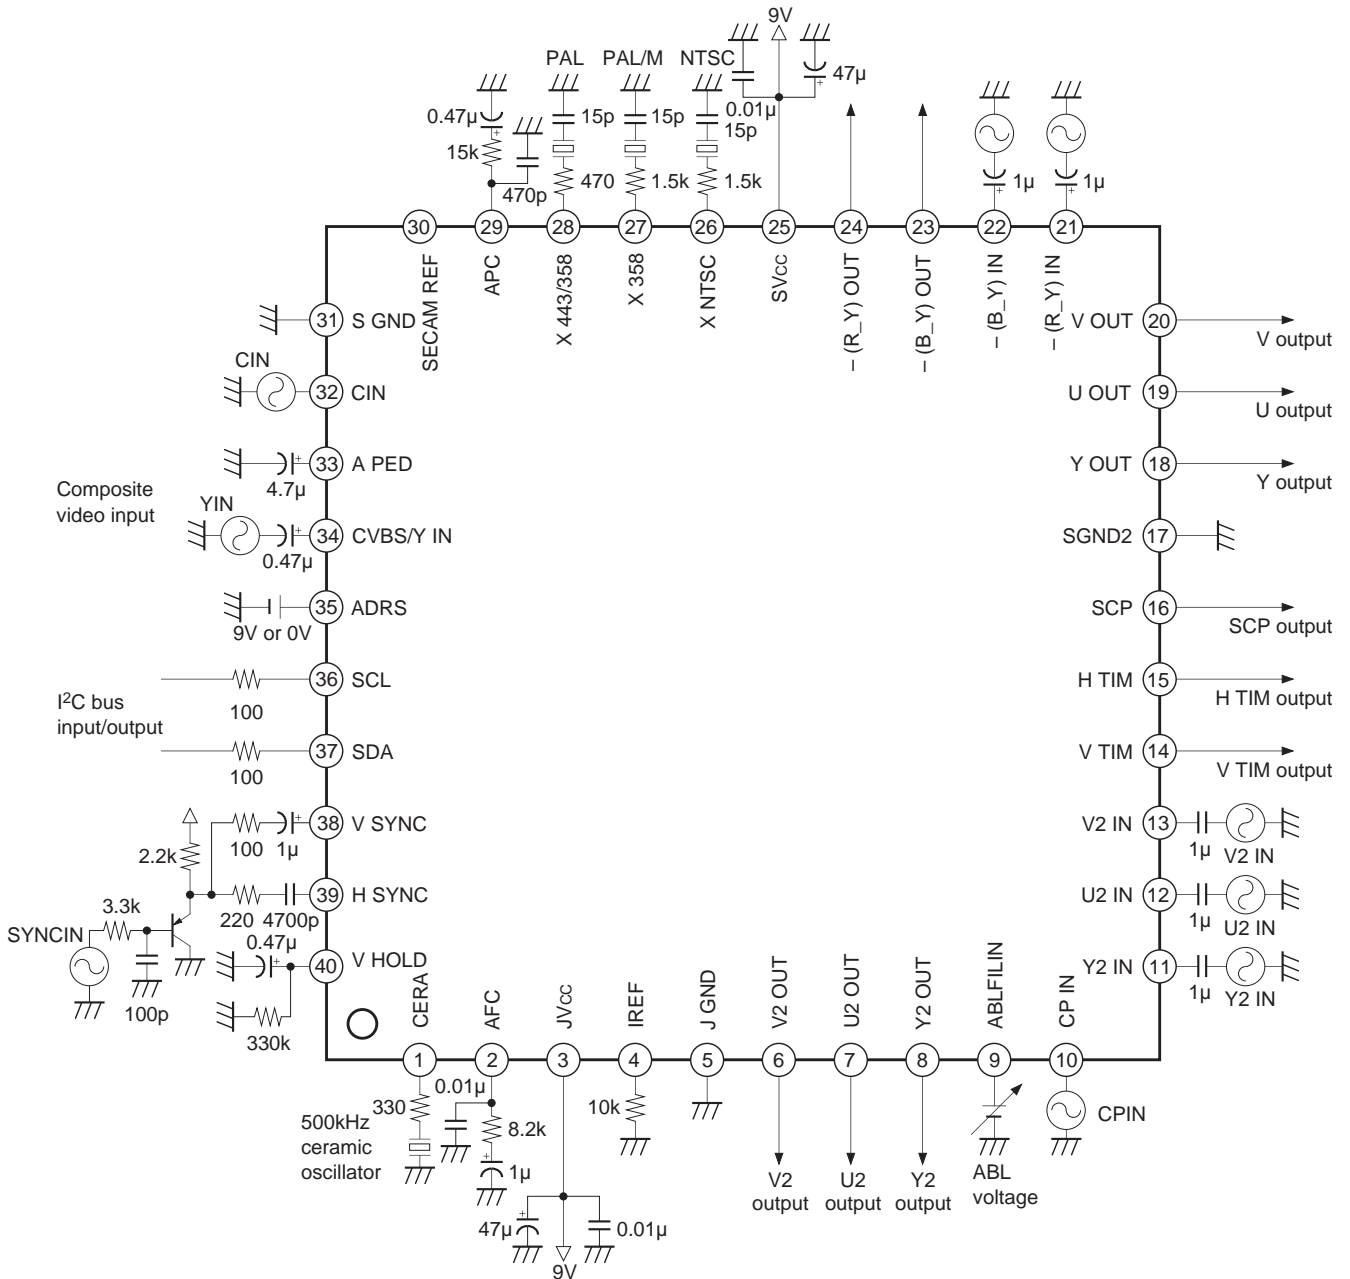 9V
PAL PAL/M NTSC
47µ
0.47µ 15p 15p 0.01µ
15p
15k
470p 470 1.5k 1.5k 1µ 1µ
30 29 28 27 26 25 24 23 22 21
SECAM REF
APC
X 443/358
X 358
X NTSC
SVCC
– (R_Y) OUT
– (B_Y) OUT
– (B_Y) IN
– (R_Y) IN
31 S GND
CIN
32 CIN
33 A PED
4.7µ
Composite
video input
YIN
34 CVBS/Y IN
0.47µ
35 ADRS
9V or 0V
36 SCL
100
I²C bus
input/output
37 SDA
100
38 V SYNC
100 1µ
2.2k
39 H SYNC
220 4700p
3.3k
SYNCIN
0.47µ
40 V HOLD
100p
330k
V OUT 20
V output
U OUT 19
U output
Y OUT 18
Y output
SGND2 17
SCP 16
SCP output
H TIM 15
H TIM output
V TIM 14
V TIM output
V2 IN 13
1µ V2 IN
U2 IN 12
1µ U2 IN
Y2 IN 11
1µ Y2 IN
CERA
AFC
JVCC
IREF
J GND
V2 OUT
U2 OUT
Y2 OUT
ABLFILIN
CP IN
1 2 3 4 5 6 7 8 9 10
0.01µ
330
8.2k
10k
CPIN
500kHz
ceramic
oscillator
1µ
V2
output
U2
output
Y2
output
ABL
voltage
47µ 0.01µ
9V